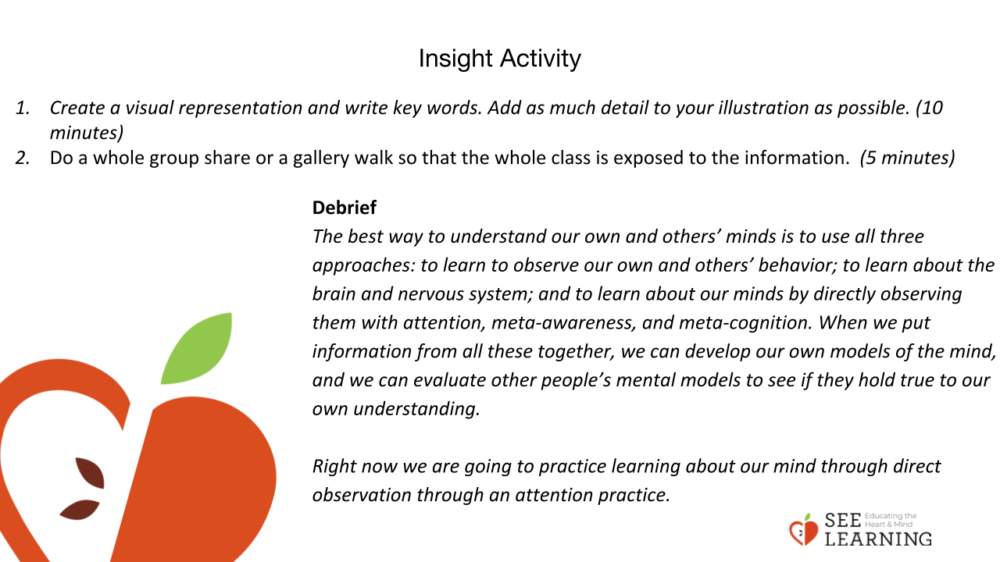 Insight Activity
1. Create a visual representation and write key words. Add as much detail to your illustration as possible. (10
minutes)
2. Do a whole group share or a gallery walk so that the whole class is exposed to the information. (5 minutes)
Debrief
The best way to understand our own and others’ minds is to use all three
approaches: to learn to observe our own and others’ behavior; to learn about the
brain and nervous system; and to learn about our minds by directly observing
them with attention, meta-awareness, and meta-cognition. When we put
information from all these together, we can develop our own models of the mind,
and we can evaluate other people’s mental models to see if they hold true to our
own understanding.
Right now we are going to practice learning about our mind through direct
observation through an attention practice.
SEE Educating the
Heart & Mind
LEARNING